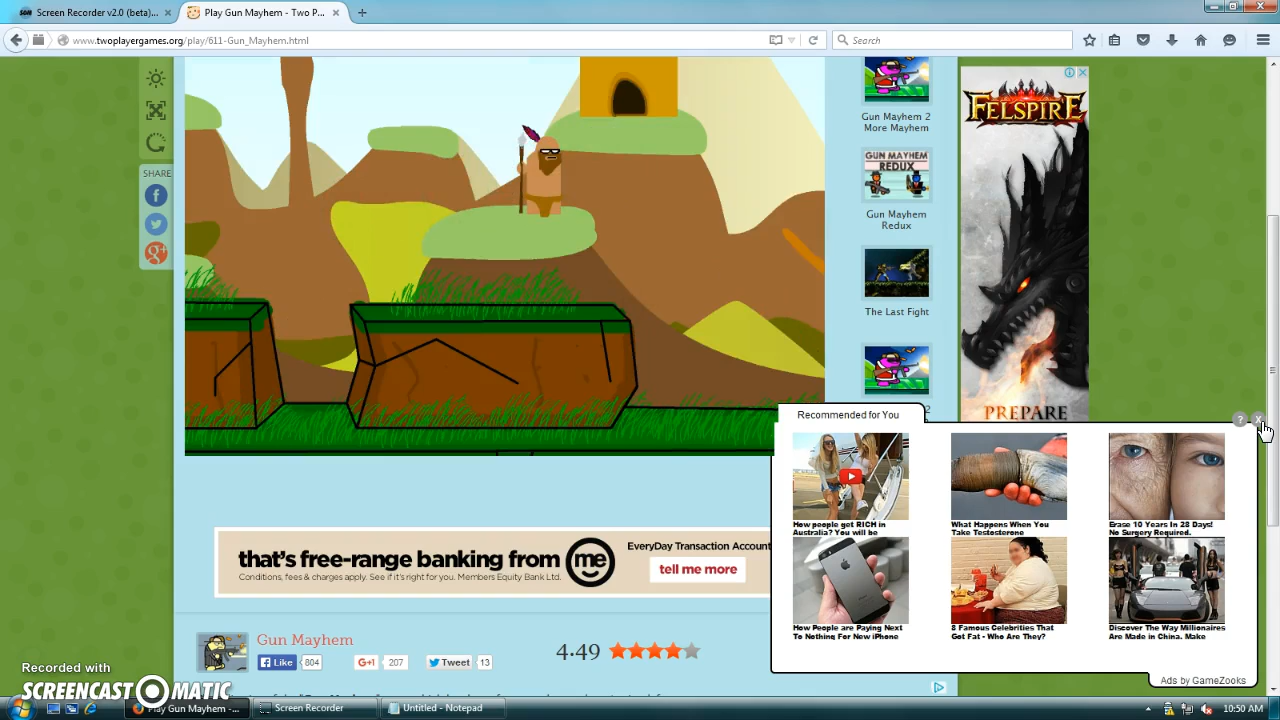 Screen Recorder v2.0 (beta)...
Play Gun Mayhem - Two P...
www.twoplayergames.org/play/611-Gun_Mayhem.html
Search
SHARE
Gun Mayhem 2
More Mayhem
GUN MAYHEM
REDUX
Gun Mayhem
Redux
The Last Fight
2
FELSPIRE
PREPARE
Recommended for You
? X
How people get RICH in
Australia? You will be
What Happens When You
Take Testosterone
Erase 10 Years In 28 Days!
No Surgery Required.
How People are Paying Next
To Nothing For New iPhone
8 Famous Celebrities That
Got Fat - Who Are They?
Discover The Way Millionaires
Are Made in China. Make
Ads by GameZooks
that's free-range banking from me
Conditions, fees & charges apply. See if it's right for you. Members Equity Bank Ltd.
EveryDay Transaction Account
tell me more
Gun Mayhem
Like 804
G+1 207
Tweet 13
4.49
Recorded with
SCREENCAST MATIC
Play Gun Mayhem -...
Screen Recorder
Untitled - Notepad
10:50 AM